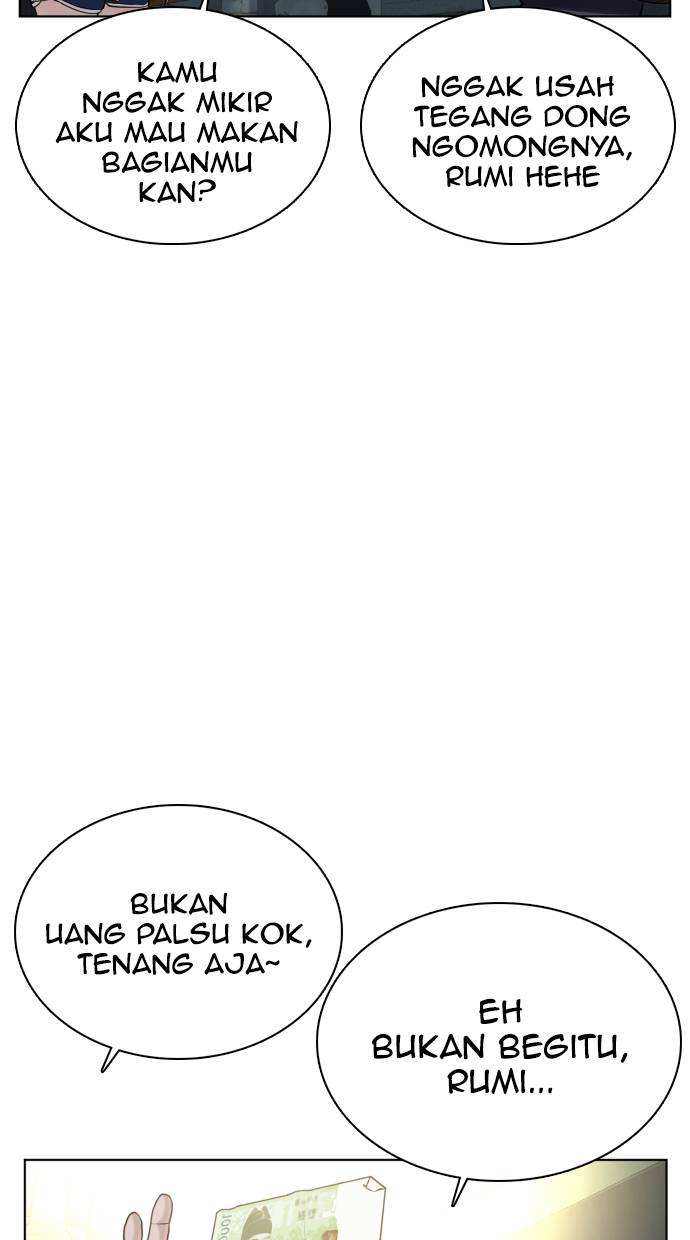 KAMU
NGGAK MIKIR
AKU MAU MAKAN
BAGIANMU
KAN?
NGGAK USAH
TEGANG DONG
NGOMONGNYA,
RUMI HEHE
BUKAN
UANG PALSU KOK,
TENANG AJA~
EH
BUKAN BEGITU,
RUMI...